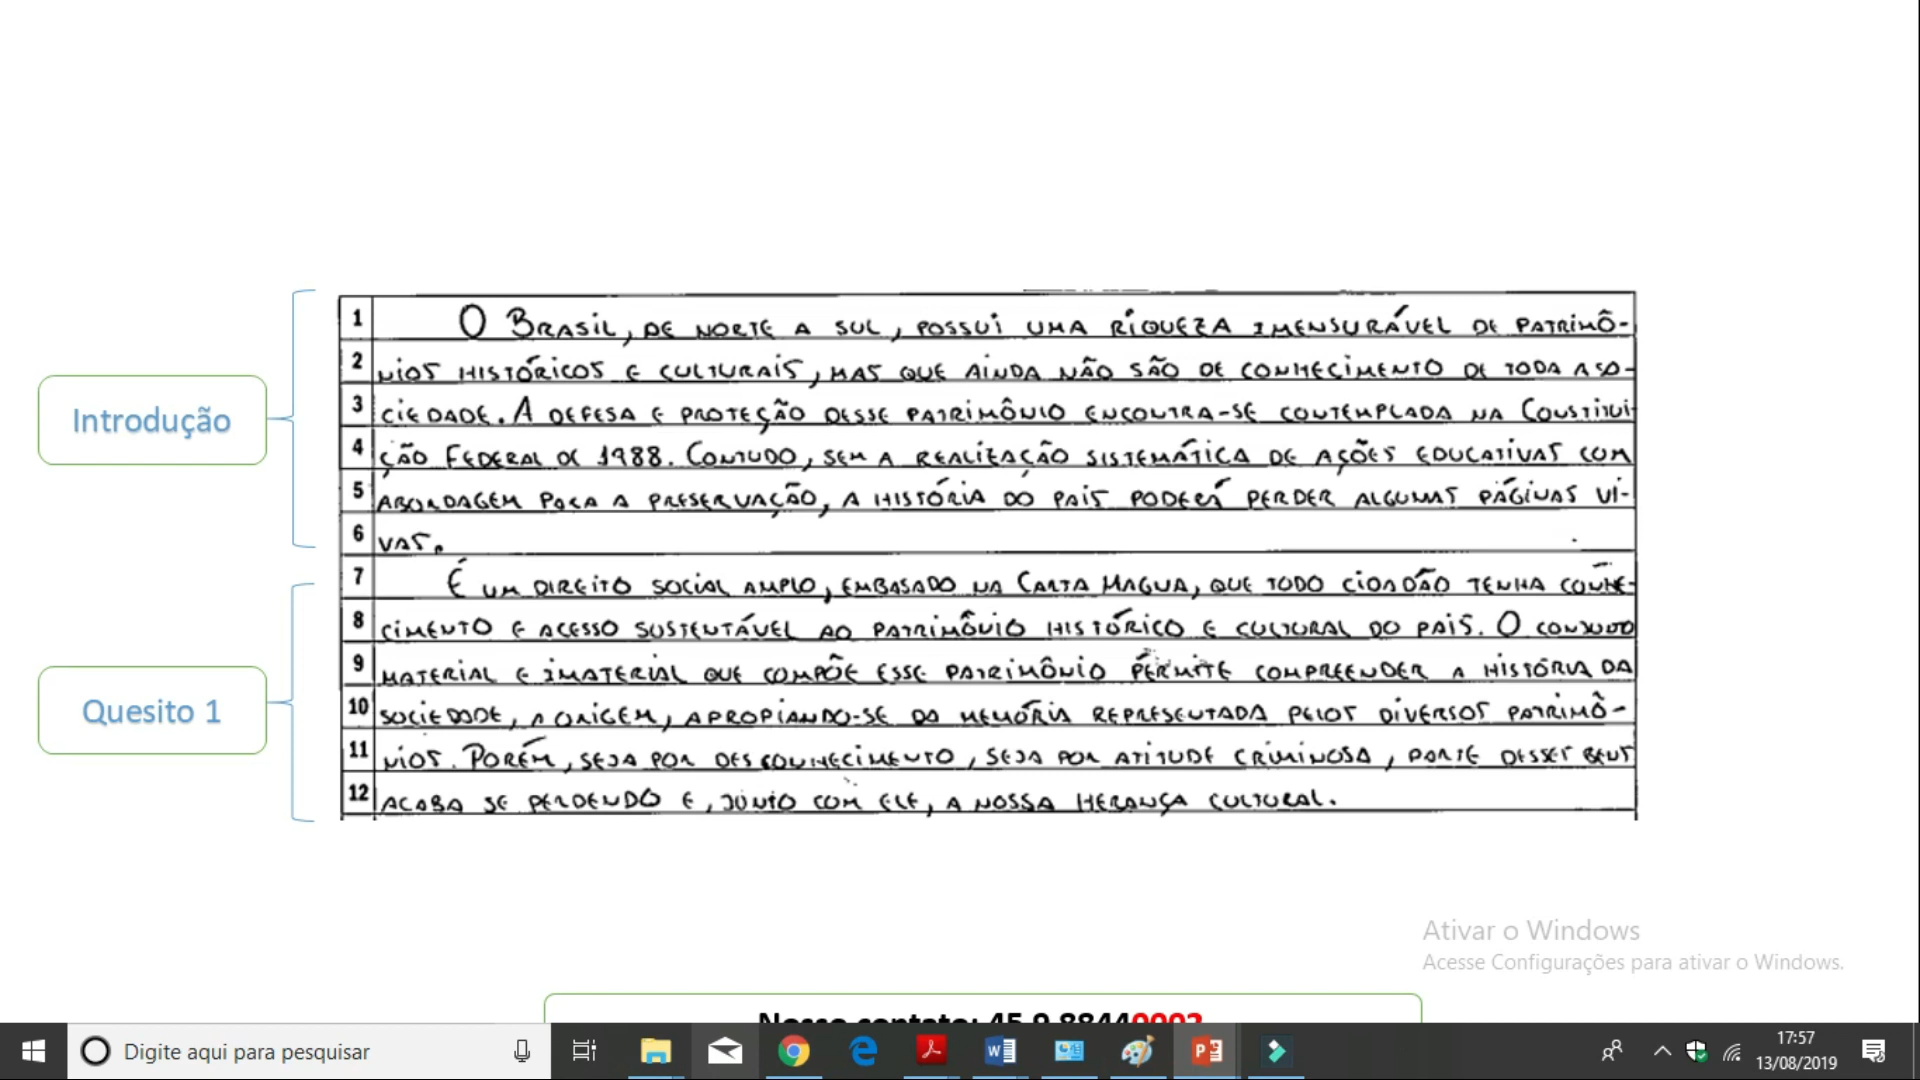 Introdução
Quesito 1
1 O BRASIL, DE NORTE A SUL, POSSUI UMA RIQUEZA IMENSURÁVEL DE PATRIMÔ-
2 NIOS HISTÓRICOS E CULTURAIS, MAS QUE AINDA NÃO SÃO DE CONHECIMENTO DE TODA A SO-
3 CIEDADE. A DEFESA E PROTEÇÃO DESSE PATRIMÔNIO ENCONTRA-SE CONTEMPLADA NA CONSTITUI-
4 ÇÃO FEDERAL DE 1988. CONTUDO, SEM A REALIZAÇÃO SISTEMÁTICA DE AÇÕES EDUCATIVAS COM
5 ABORDAGEM PARA A PRESERVAÇÃO, A HISTÓRIA DO PAÍS PODERÁ PERDER ALGUMAS PÁGINAS VI-
6 VAS.
7 É UM DIREITO SOCIAL AMPLO, EMBASADO NA CARTA MAGNA, QUE TODO CIDADÃO TENHA CONHE-
8 CIMENTO E ACESSO SUSTENTÁVEL AO PATRIMÔNIO HISTÓRICO E CULTURAL DO PAÍS. O CONJUNTO
9 MATERIAL E IMATERIAL QUE COMPÕE ESSE PATRIMÔNIO PERMITE COMPREENDER A HISTÓRIA DA
10 SOCIEDADE, A ORIGEM, APROPIANDO-SE DA MEMÓRIA REPRESENTADA PELOS DIVERSOS PATRIMÔ-
11 NIOS. PORÉM, SEJA POR DESCONHECIMENTO, SEJA POR ATITUDE CRIMINOSA, PARTE DESSES BENS
12 ACABA SE PERDENDO E, JUNTO COM ELE, A NOSSA HERANÇA CULTURAL.
Ativar o Windows
Acesse Configurações para ativar o Windows.
Nosso contato: 45 9 88440002
Digite aqui para pesquisar
17:57
13/08/2019